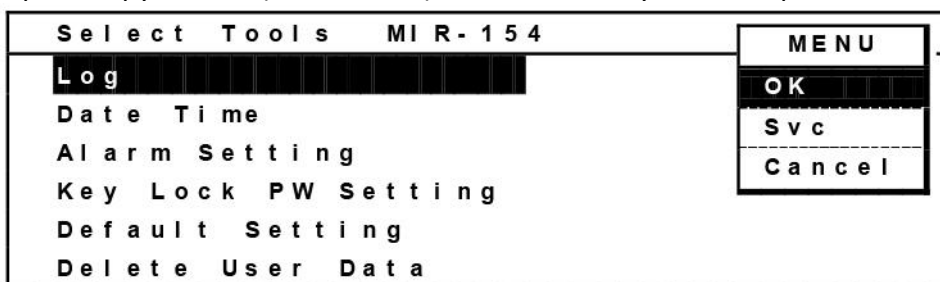 Select Tools MIR-154
Log
Date Time
Alarm Setting
Key Lock PW Setting
Default Setting
Delete User Data
MENU
OK
Svc
Cancel